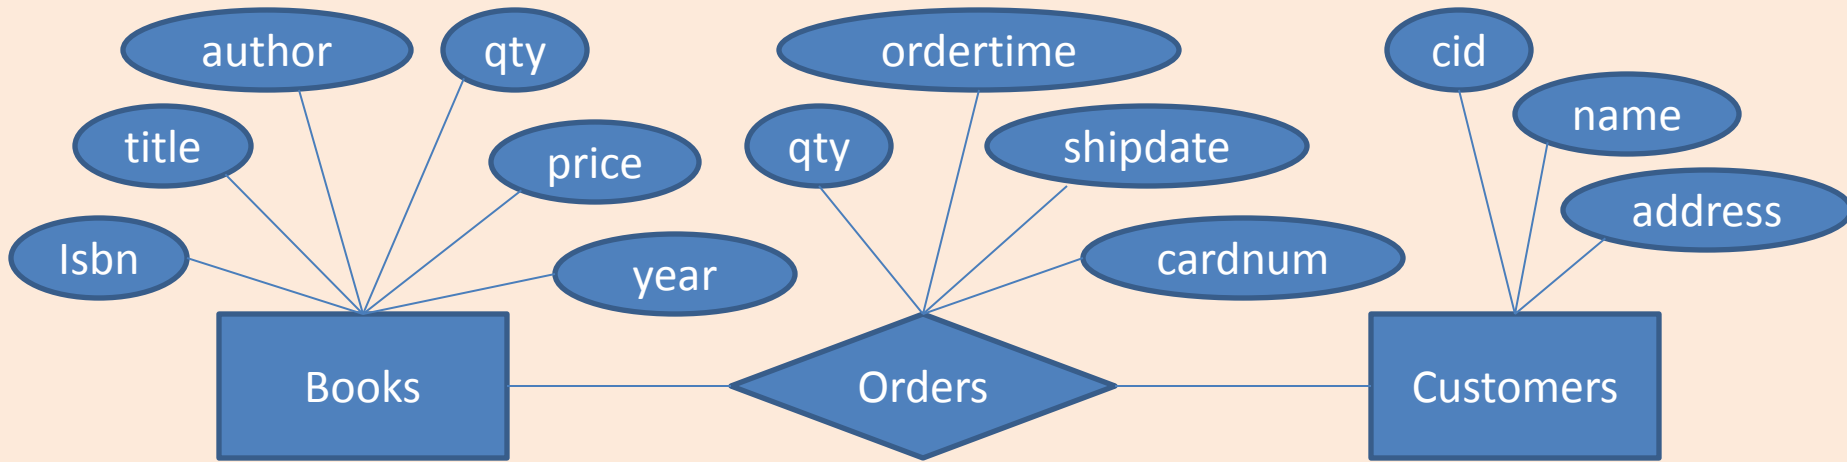 author
qty
ordertime
cid
title
price
qty
shipdate
name
Isbn
year
cardnum
address
Books
Orders
Customers